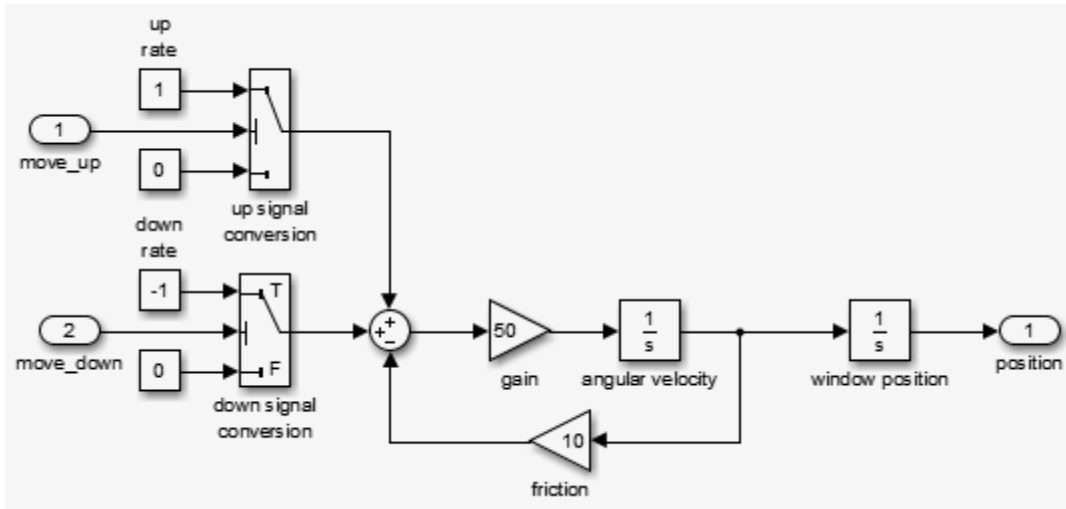 up
rate
1
1
move_up
0
up signal
conversion
down
rate
-1
T
2
move_down
0
F
down signal
conversion
+
+
−
50
gain
1
s
angular velocity
1
s
window position
1
position
10
friction